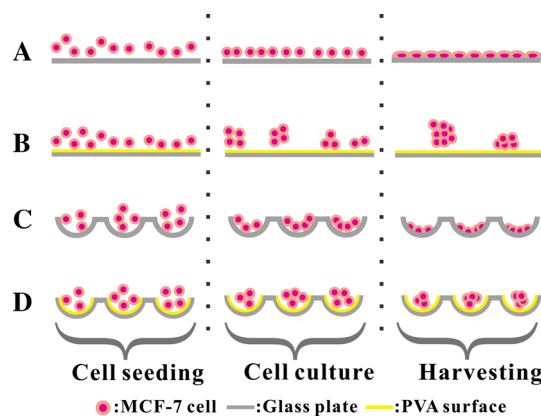 A
B
C
D
Cell seeding Cell culture Harvesting
:MCF-7 cell :Glass plate :PVA surface